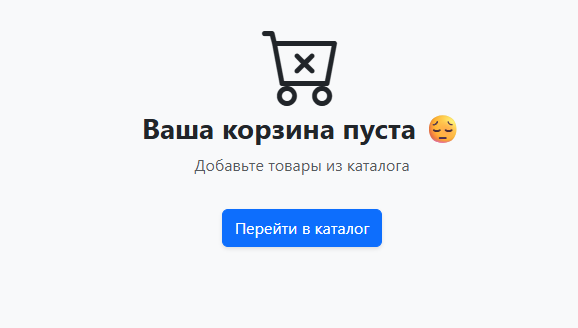 Ваша корзина пуста 😔
Добавьте товары из каталога
Перейти в каталог